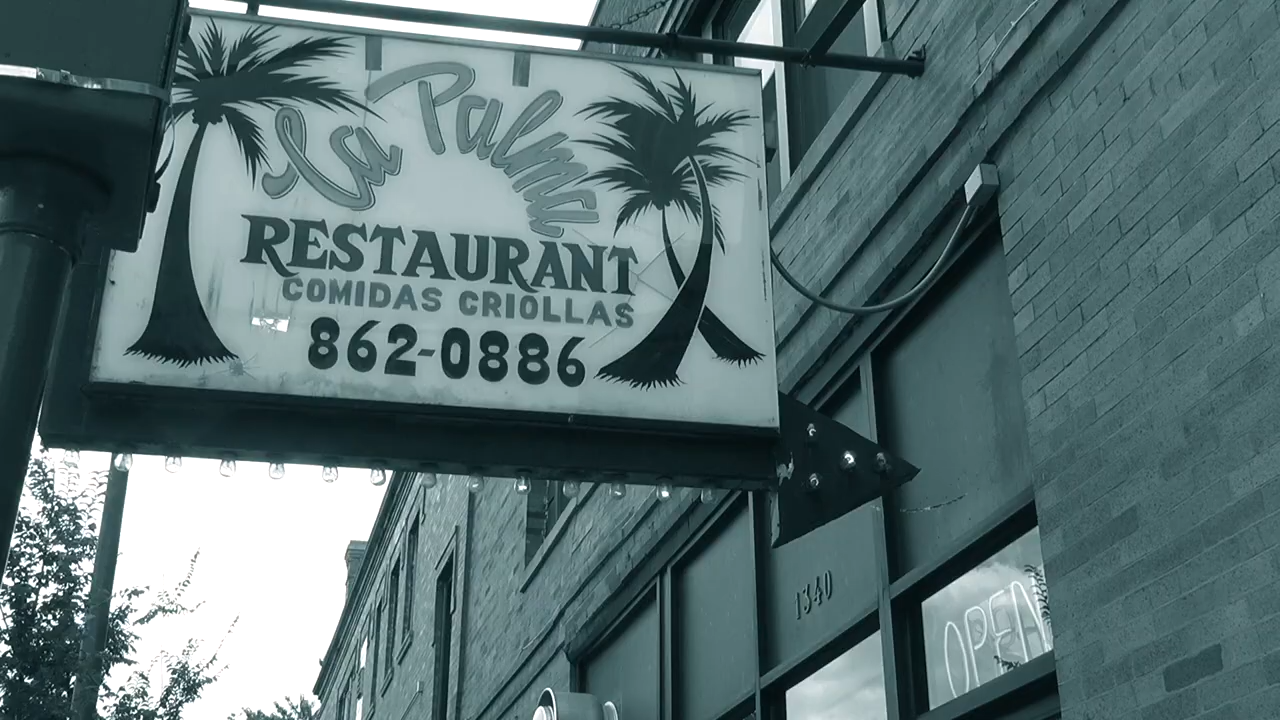 La Palma
RESTAURANT
COMIDAS CRIOLLAS
862-0886
1340
OPEN